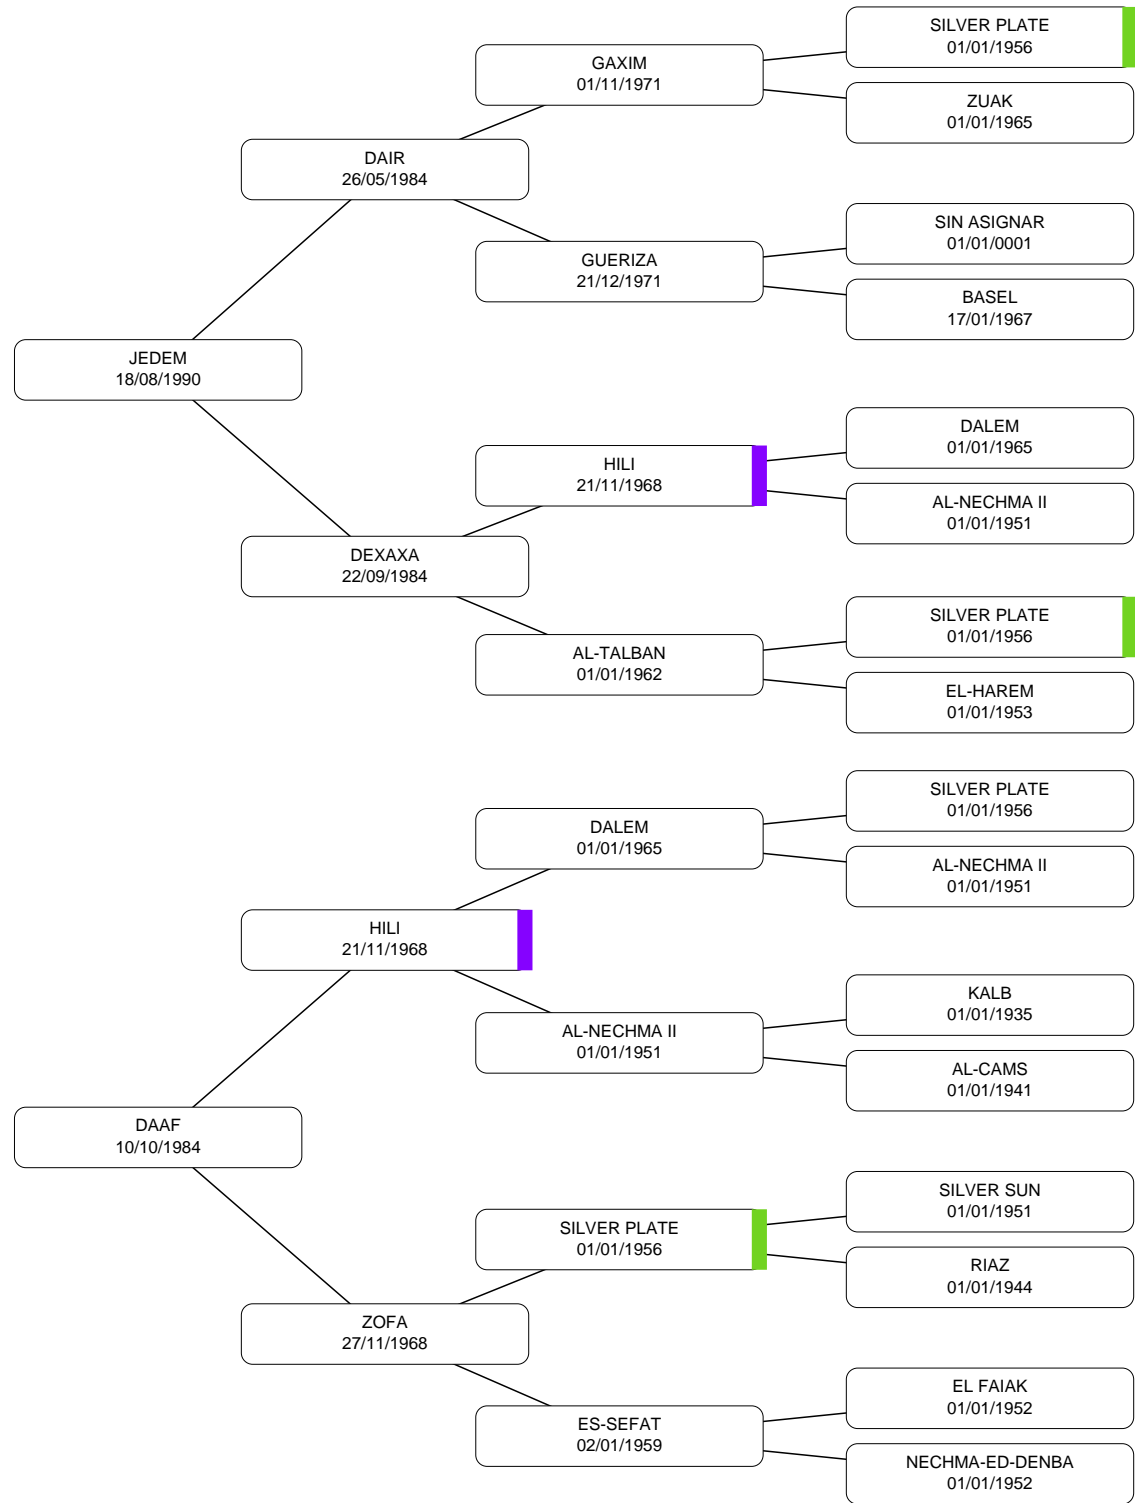 SILVER PLATE
01/01/1956
GAXIM
01/11/1971
ZUAK
01/01/1965
DAIR
26/05/1984
SIN ASIGNAR
01/01/0001
GUERIZA
21/12/1971
BASEL
17/01/1967
JEDEM
18/08/1990
DALEM
01/01/1965
HILI
21/11/1968
AL-NECHMA II
01/01/1951
DEXAXA
22/09/1984
SILVER PLATE
01/01/1956
AL-TALBAN
01/01/1962
EL-HAREM
01/01/1953
SILVER PLATE
01/01/1956
DALEM
01/01/1965
AL-NECHMA II
01/01/1951
HILI
21/11/1968
KALB
01/01/1935
AL-NECHMA II
01/01/1951
AL-CAMS
01/01/1941
DAAF
10/10/1984
SILVER SUN
01/01/1951
SILVER PLATE
01/01/1956
RIAZ
01/01/1944
ZOFA
27/11/1968
EL FAIAK
01/01/1952
ES-SEFAT
02/01/1959
NECHMA-ED-DENBA
01/01/1952